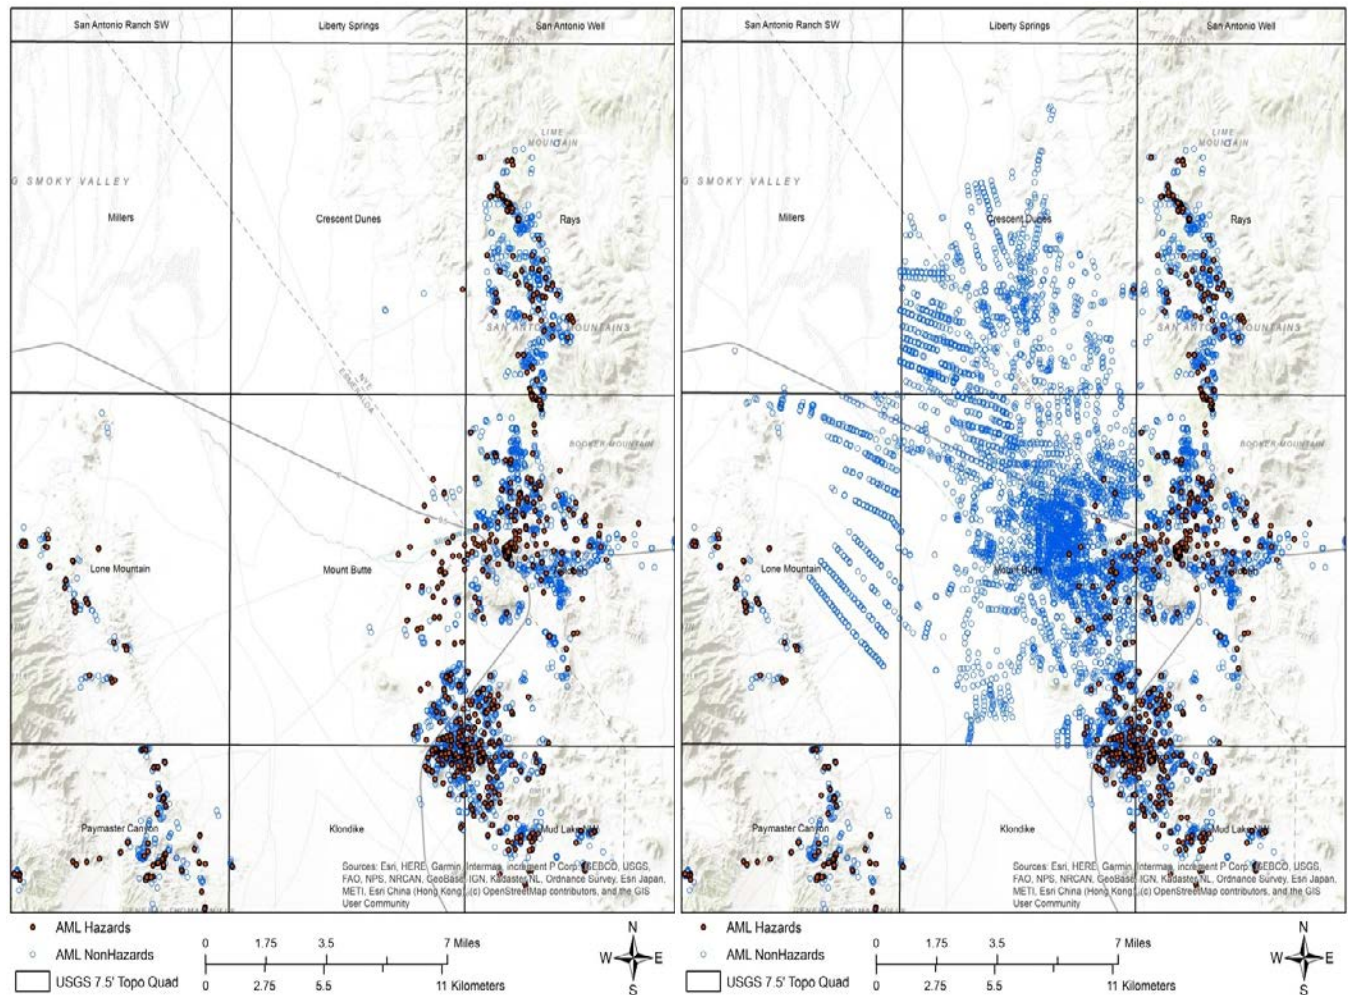 San Antonio Ranch SW
Liberty Springs
San Antonio Well
LIME
MOUNTAIN
G SMOKY VALLEY
Millers
Crescent Dunes
Rays
SAN ANTONIO MOUNTAINS
NYE
ESMERALDA
BOOKER MOUNTAIN
Lone Mountain
Mount Butte
Paymaster Canyon
Klondike
Mud Lake NW
Sources: Esri, HERE, Garmin, Intermap, increment P Corp., GEBCO, USGS,
FAO, NPS, NRCAN, GeoBase, IGN, Kadaster NL, Ordnance Survey, Esri Japan,
METI, Esri China (Hong Kong), (c) OpenStreetMap contributors, and the GIS
User Community
AML Hazards
AML NonHazards
USGS 7.5' Topo Quad
0 1.75 3.5 7 Miles
0 2.75 5.5 11 Kilometers
N
W E
S
San Antonio Ranch SW
Liberty Springs
San Antonio Well
LIME
MOUNTAIN
G SMOKY VALLEY
Millers
Crescent Dunes
Rays
SAN ANTONIO MOUNTAINS
BOOKER MOUNTAIN
Lone Mountain
Mount Butte
Paymaster Canyon
Klondike
Mud Lake NW
Sources: Esri, HERE, Garmin, Intermap, increment P Corp., GEBCO, USGS,
FAO, NPS, NRCAN, GeoBase, IGN, Kadaster NL, Ordnance Survey, Esri Japan,
METI, Esri China (Hong Kong), (c) OpenStreetMap contributors, and the GIS
User Community
AML Hazards
AML NonHazards
USGS 7.5' Topo Quad
0 1.75 3.5 7 Miles
0 2.75 5.5 11 Kilometers
N
W E
S